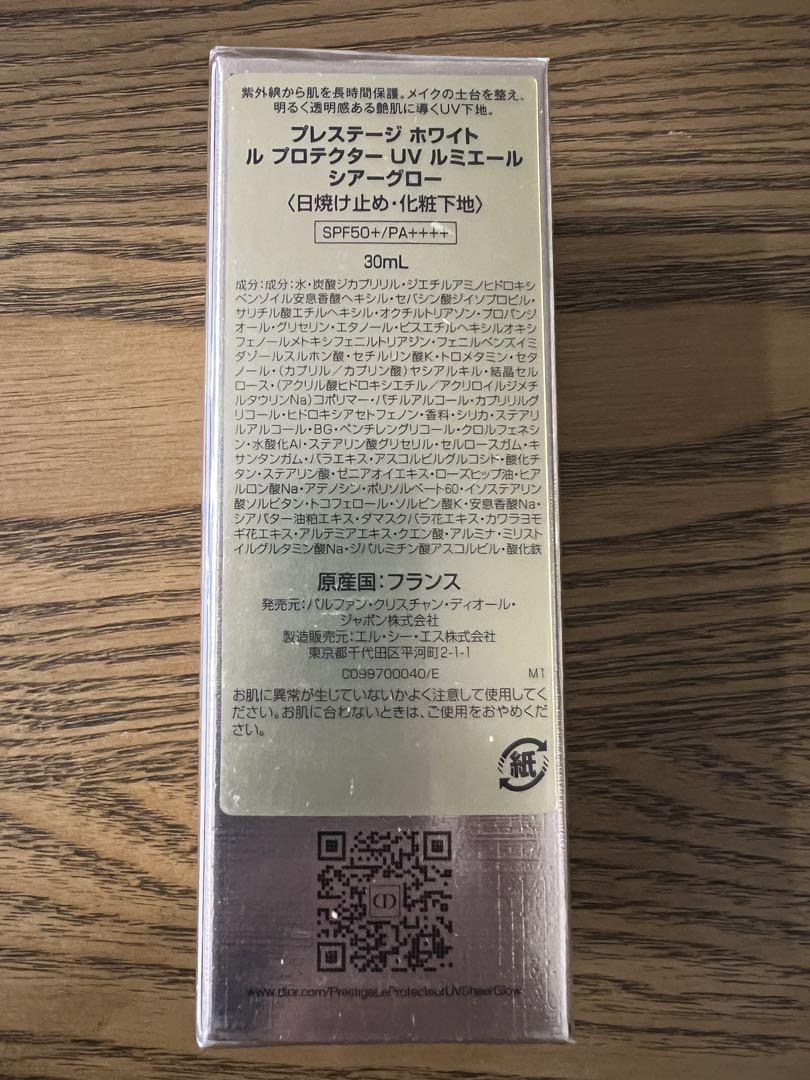 紫外線から肌を長時間保護。メイクの土台を整え、
明るく透明感ある艶肌に導くUV下地。
プレステージ ホワイト
ル プロテクター UV ルミエール
シアーグロー
〈日焼け止め・化粧下地〉
SPF50+/PA++++
30mL
成分:成分:水・炭酸ジカプリリル・ジエチルアミノヒドロキシ
ベンゾイル安息香酸ヘキシル・セバシン酸ジイソプロピル・
サリチル酸エチルヘキシル・オクチルトリアゾン・プロパンジ
オール・グリセリン・エタノール・ビスエチルヘキシルオキシ
フェノールメトキシフェニルトリアジン・フェニルベンズイミ
ダゾールスルホン酸・セチルリン酸K・トロメタミン・セタ
ノール・(カプリル/カプリン酸)ヤシアルキル・結晶セル
ロース・(アクリル酸ヒドロキシエチル/アクリロイルジメチ
ルタウリンNa)コポリマー・バチルアルコール・カプリリルグ
リコール・ヒドロキシアセトフェノン・香料・シリカ・ステアリ
ルアルコール・BG・ペンチレングリコール・クロルフェネシ
ン・水酸化Al・ステアリン酸グリセリル・セルロースガム・キ
サンタンガム・バラエキス・アスコルビルグルコシド・酸化チ
タン・ステアリン酸・ゼニアオイエキス・ローズヒップ油・ヒア
ルロン酸Na・アデノシン・ポリソルベート60・イソステアリン
酸ソルビタン・トコフェロール・ソルビン酸K・安息香酸Na・
シアバター油粕エキス・ダマスクバラ花エキス・カワラヨモ
ギ花エキス・アルテミアエキス・クエン酸・アルミナ・ミリスト
イルグルタミン酸Na・ジパルミチン酸アスコルビル・酸化鉄
原産国:フランス
発売元:パルファン・クリスチャン・ディオール・
ジャポン株式会社
製造販売元:エル・シー・エス株式会社
東京都千代田区平河町2-1-1
C099700040/E M1
お肌に異常が生じていないかよく注意して使用してく
ださい。お肌に合わないときは、ご使用をおやめくだ
さい。
紙
CD
www.dior.com/PrestigeLeProtecteurUVSheerGlow